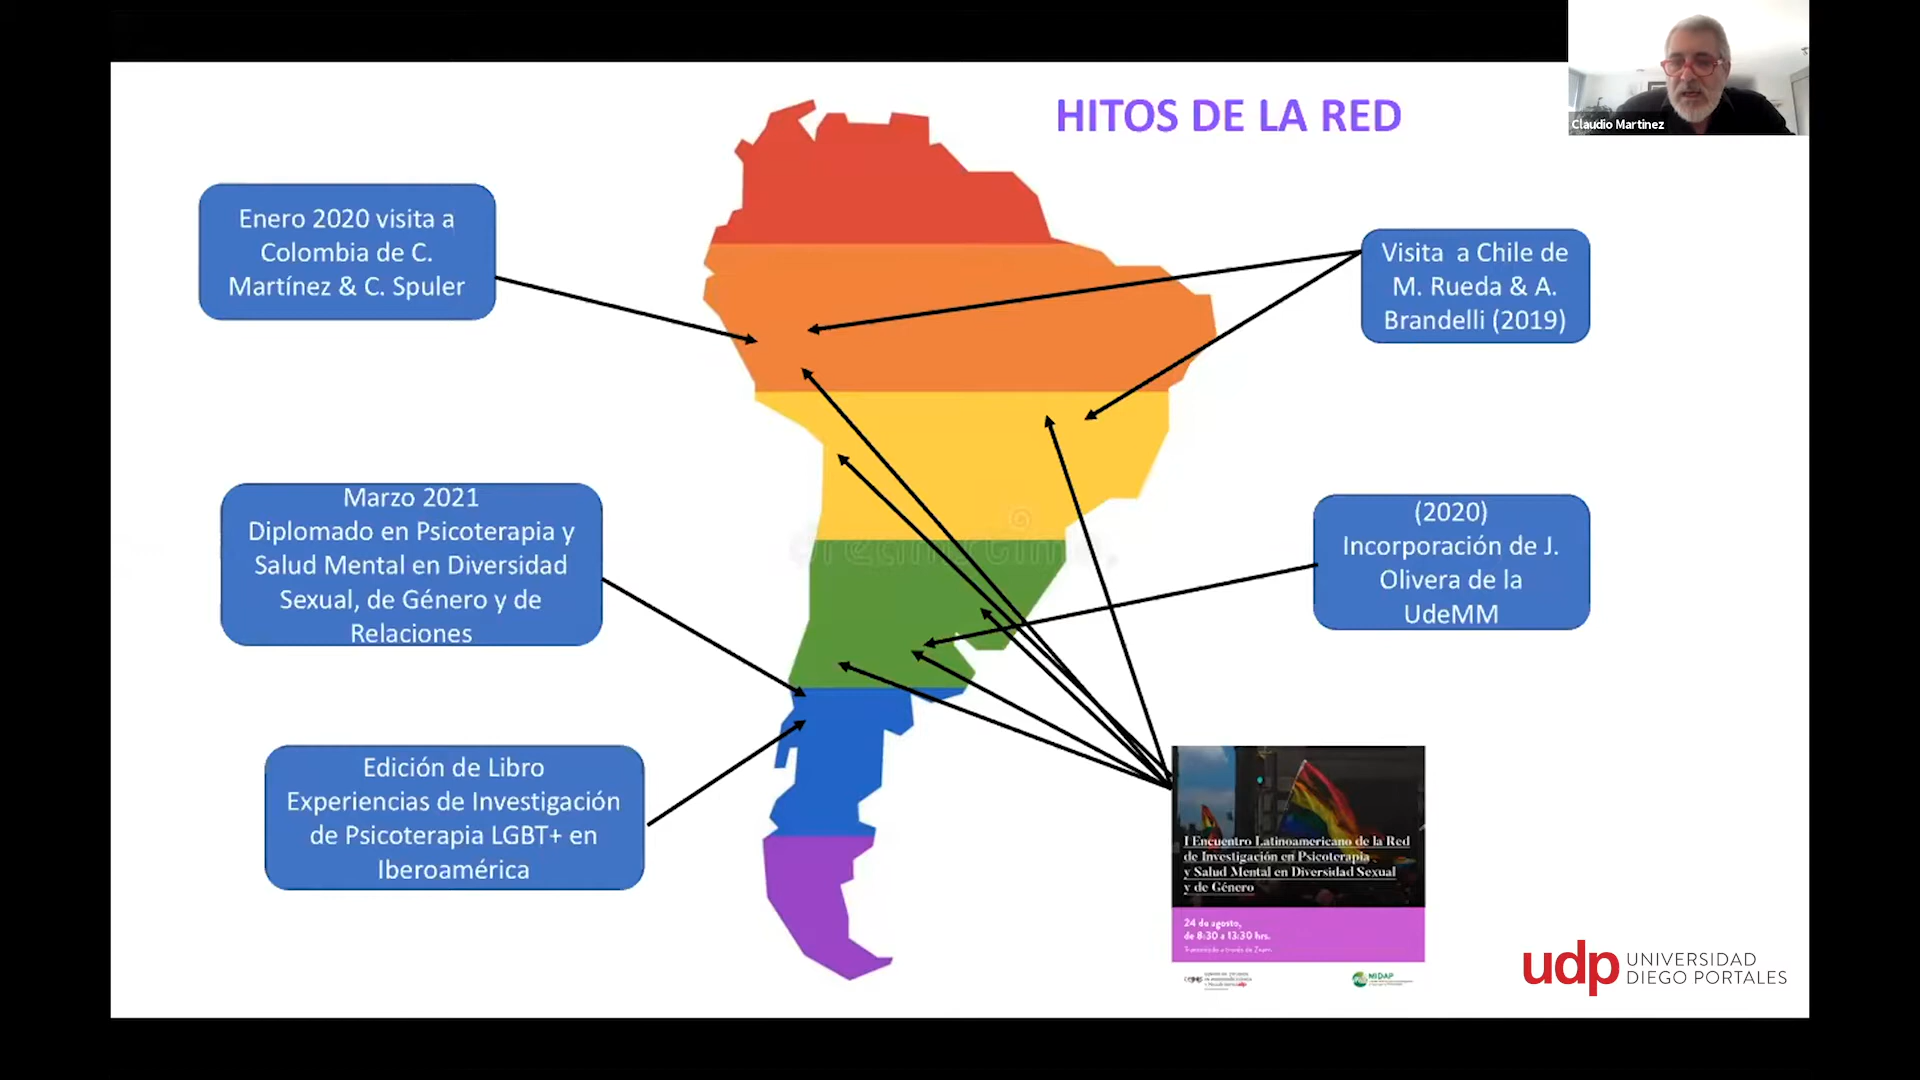 Claudio Martinez
HITOS DE LA RED
Enero 2020 visita a
Colombia de C.
Martínez & C. Spuler
Visita a Chile de
M. Rueda & A.
Brandelli (2019)
Marzo 2021
Diplomado en Psicoterapia y
Salud Mental en Diversidad
Sexual, de Género y de
Relaciones
(2020)
Incorporación de J.
Olivera de la
UdeMM
Edición de Libro
Experiencias de Investigación
de Psicoterapia LGBT+ en
Iberoamérica
I Encuentro Latinoamericano de la Red
de Investigación en Psicoterapia
y Salud Mental en Diversidad Sexual
y de Género
24 de agosto,
de 8:30 a 13:30 hrs.
Transmitido a través de Zoom
MIDAP
udp UNIVERSIDAD
DIEGO PORTALES
dreamstime